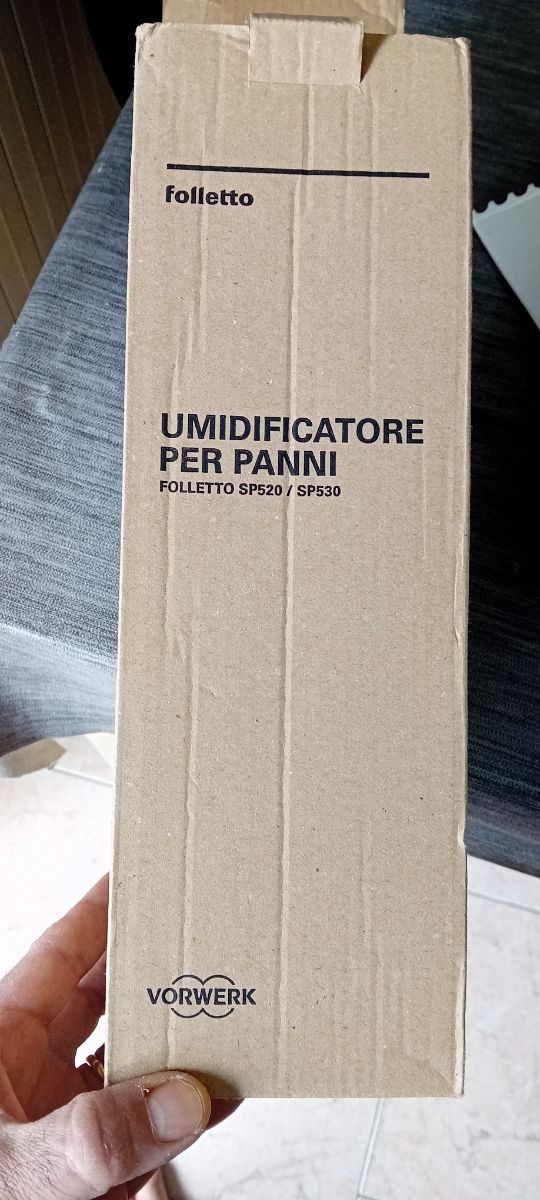 folletto
UMIDIFICATORE
PER PANNI
FOLLETTO SP520 / SP530
VORWERK